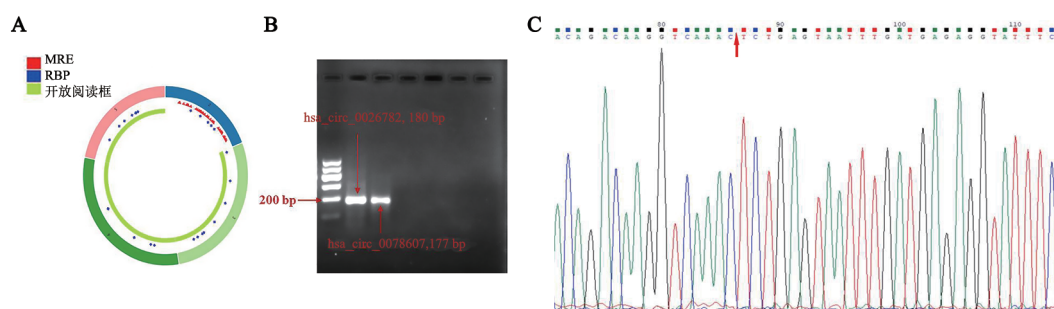 A
MRE
RBP
开放阅读框
B
hsa_circ_0026782, 180 bp
200 bp
hsa_circ_0078607,177 bp
C
80 90 100 110
A C A G A C A A G G T C A A A C T C T G A G T A A T T T G A T G A G A G G T A T T T C